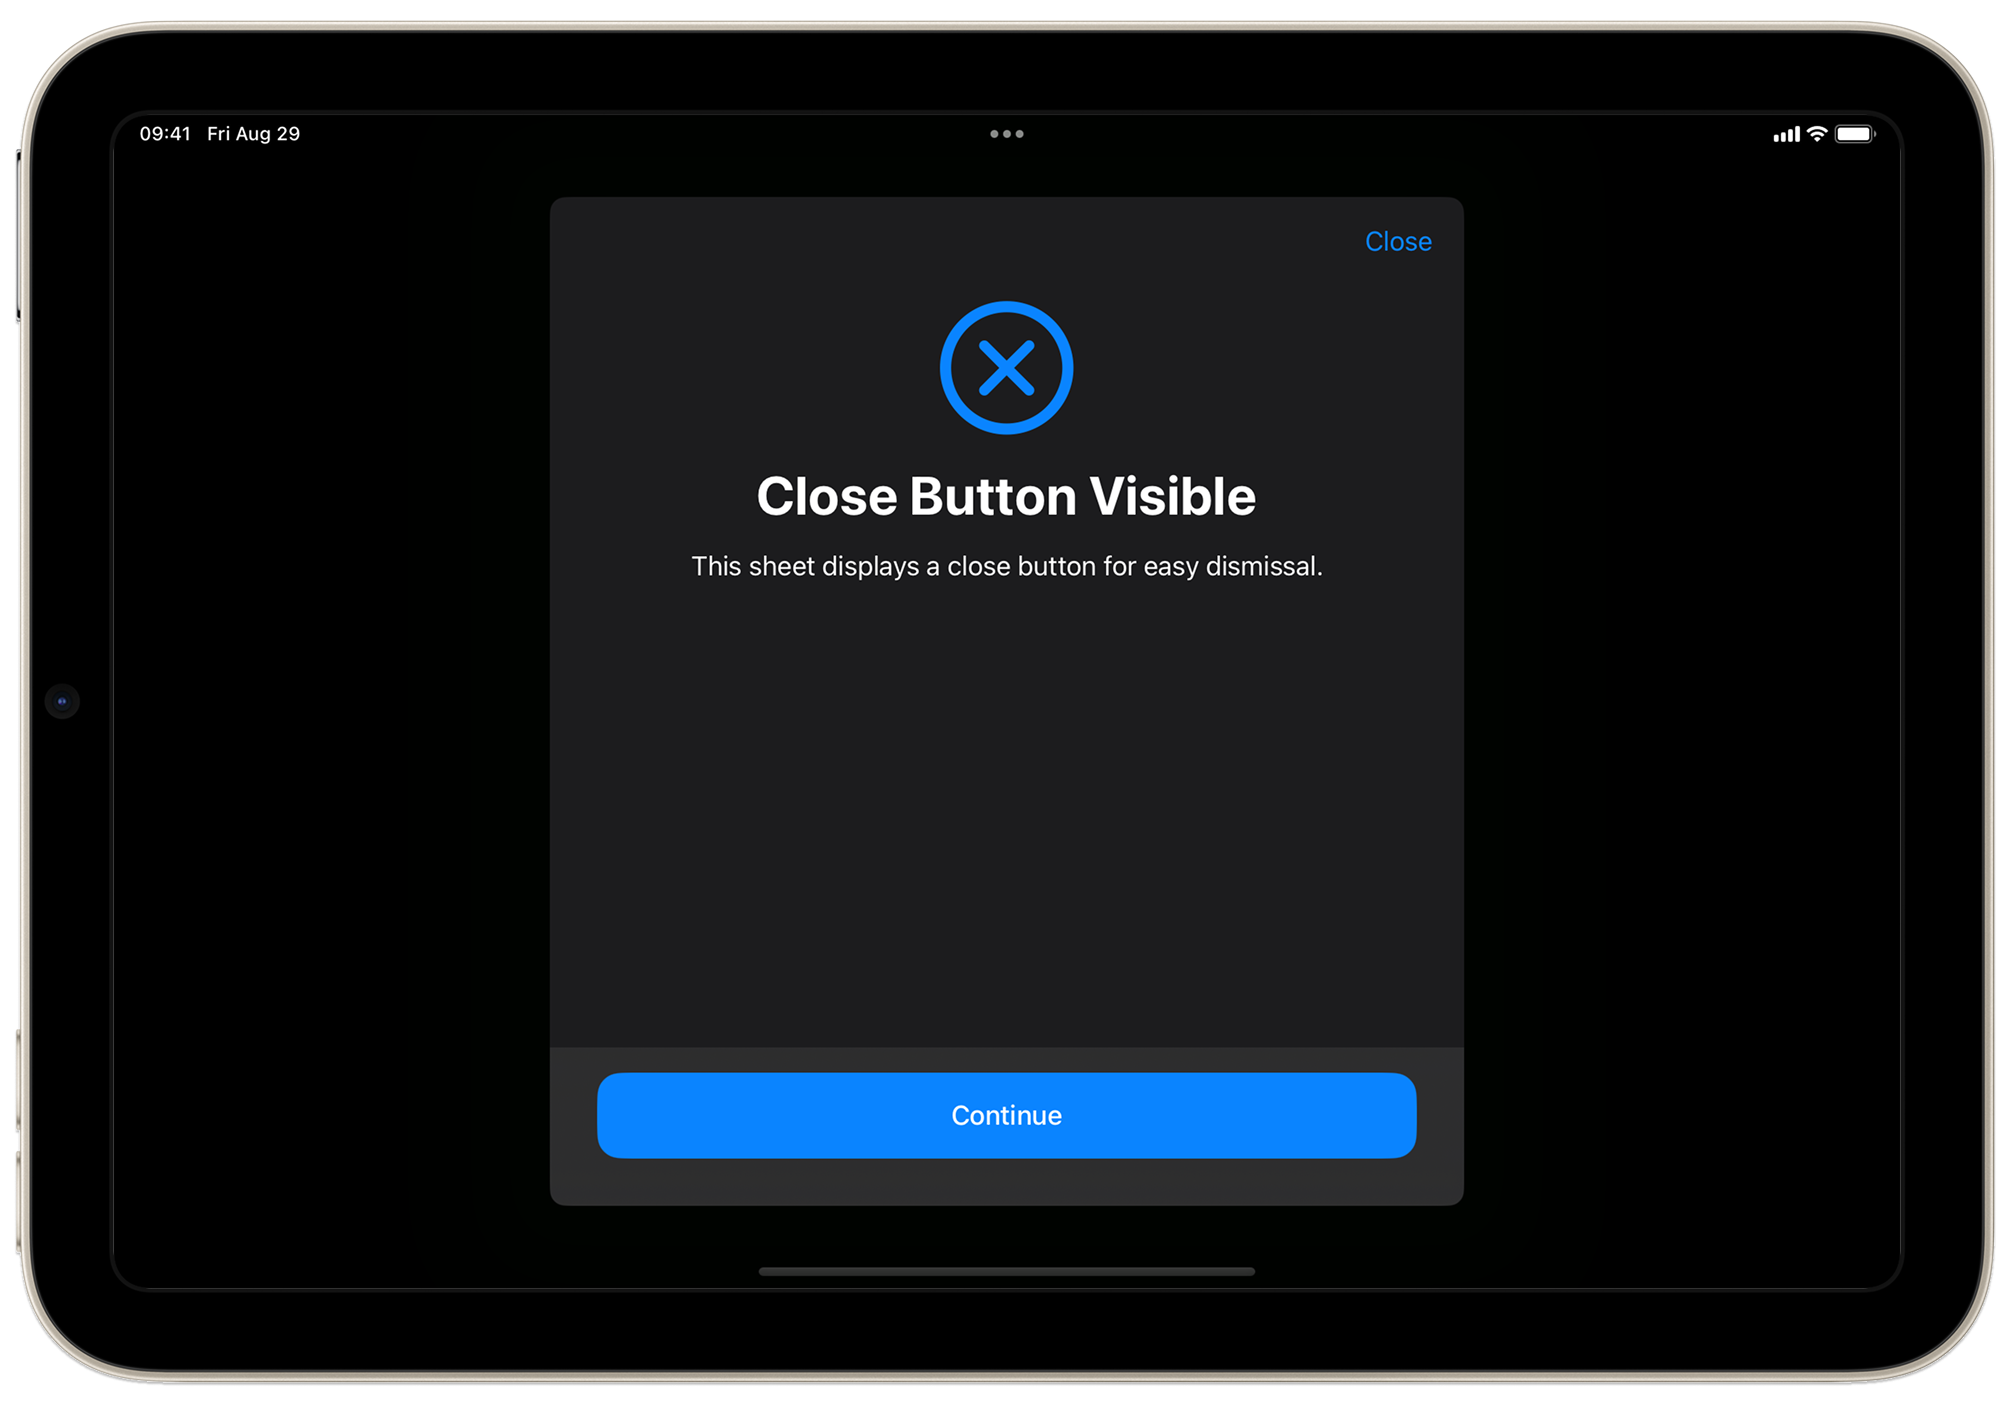 09:41 Fri Aug 29
Close
Close Button Visible
This sheet displays a close button for easy dismissal.
Continue